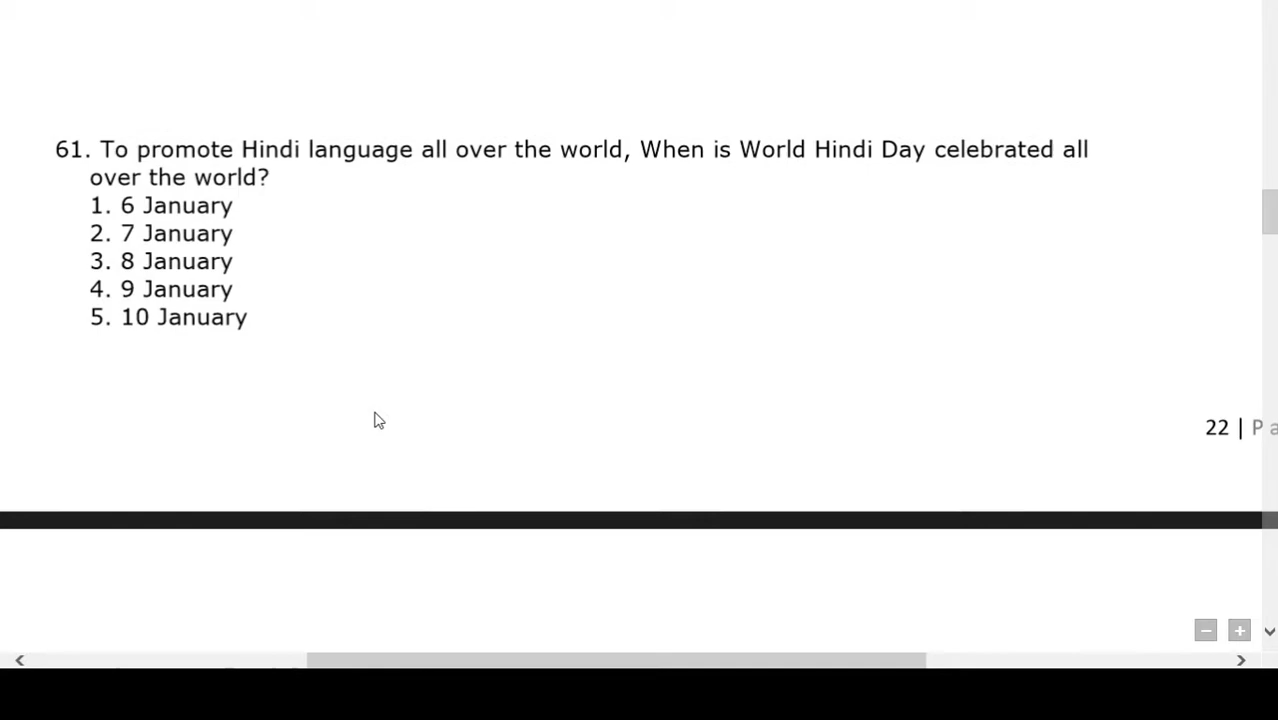 61. To promote Hindi language all over the world, When is World Hindi Day celebrated all
over the world?
1. 6 January
2. 7 January
3. 8 January
4. 9 January
5. 10 January
22 | P a